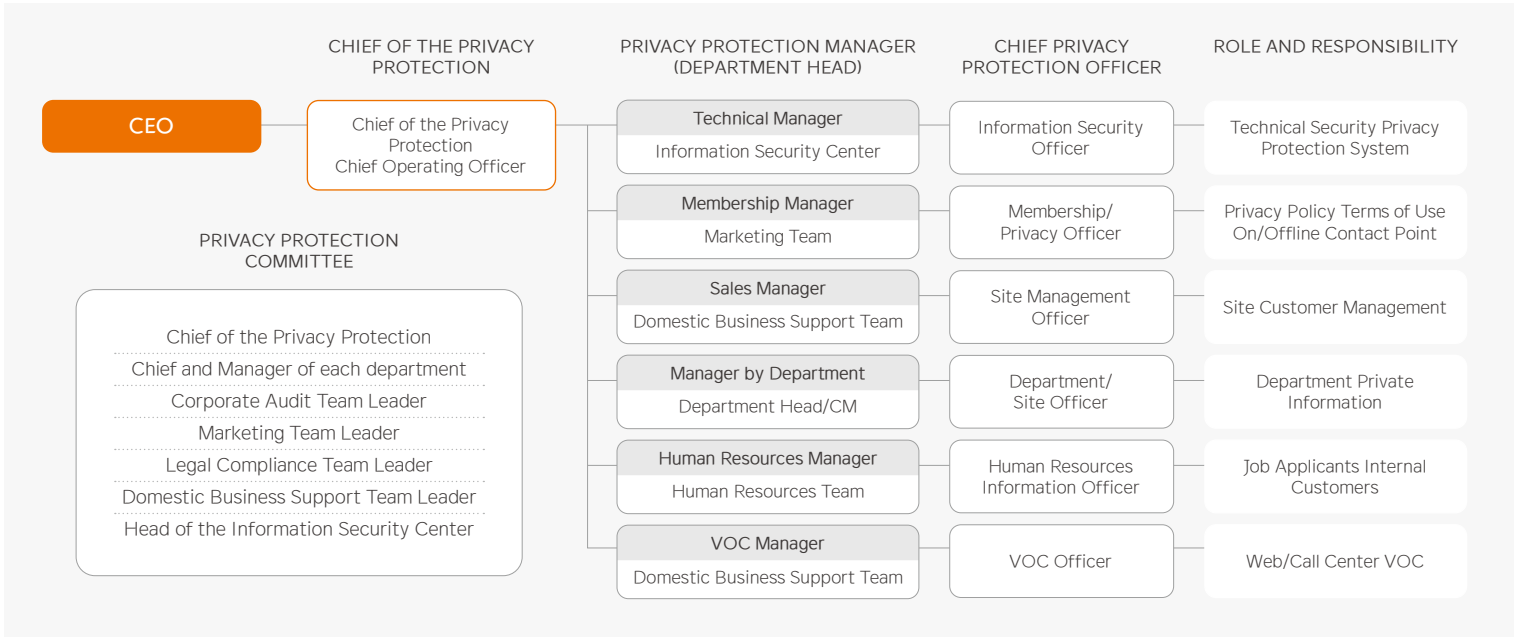 CHIEF OF THE PRIVACY
PROTECTION
PRIVACY PROTECTION MANAGER
(DEPARTMENT HEAD)
CHIEF PRIVACY
PROTECTION OFFICER
ROLE AND RESPONSIBILITY
CEO
Chief of the Privacy
Protection
Chief Operating Officer
Technical Manager
Information Security Center
Information Security
Officer
Technical Security Privacy
Protection System
Membership Manager
Marketing Team
Membership/
Privacy Officer
Privacy Policy Terms of Use
On/Offline Contact Point
Sales Manager
Domestic Business Support Team
Site Management
Officer
Site Customer Management
Manager by Department
Department Head/CM
Department/
Site Officer
Department Private
Information
Human Resources Manager
Human Resources Team
Human Resources
Information Officer
Job Applicants Internal
Customers
VOC Manager
Domestic Business Support Team
VOC Officer
Web/Call Center VOC
PRIVACY PROTECTION
COMMITTEE
Chief of the Privacy Protection
Chief and Manager of each department
Corporate Audit Team Leader
Marketing Team Leader
Legal Compliance Team Leader
Domestic Business Support Team Leader
Head of the Information Security Center